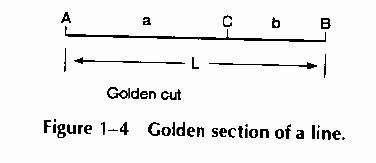 A a C b B
L
Golden cut
Figure 1–4 Golden section of a line.